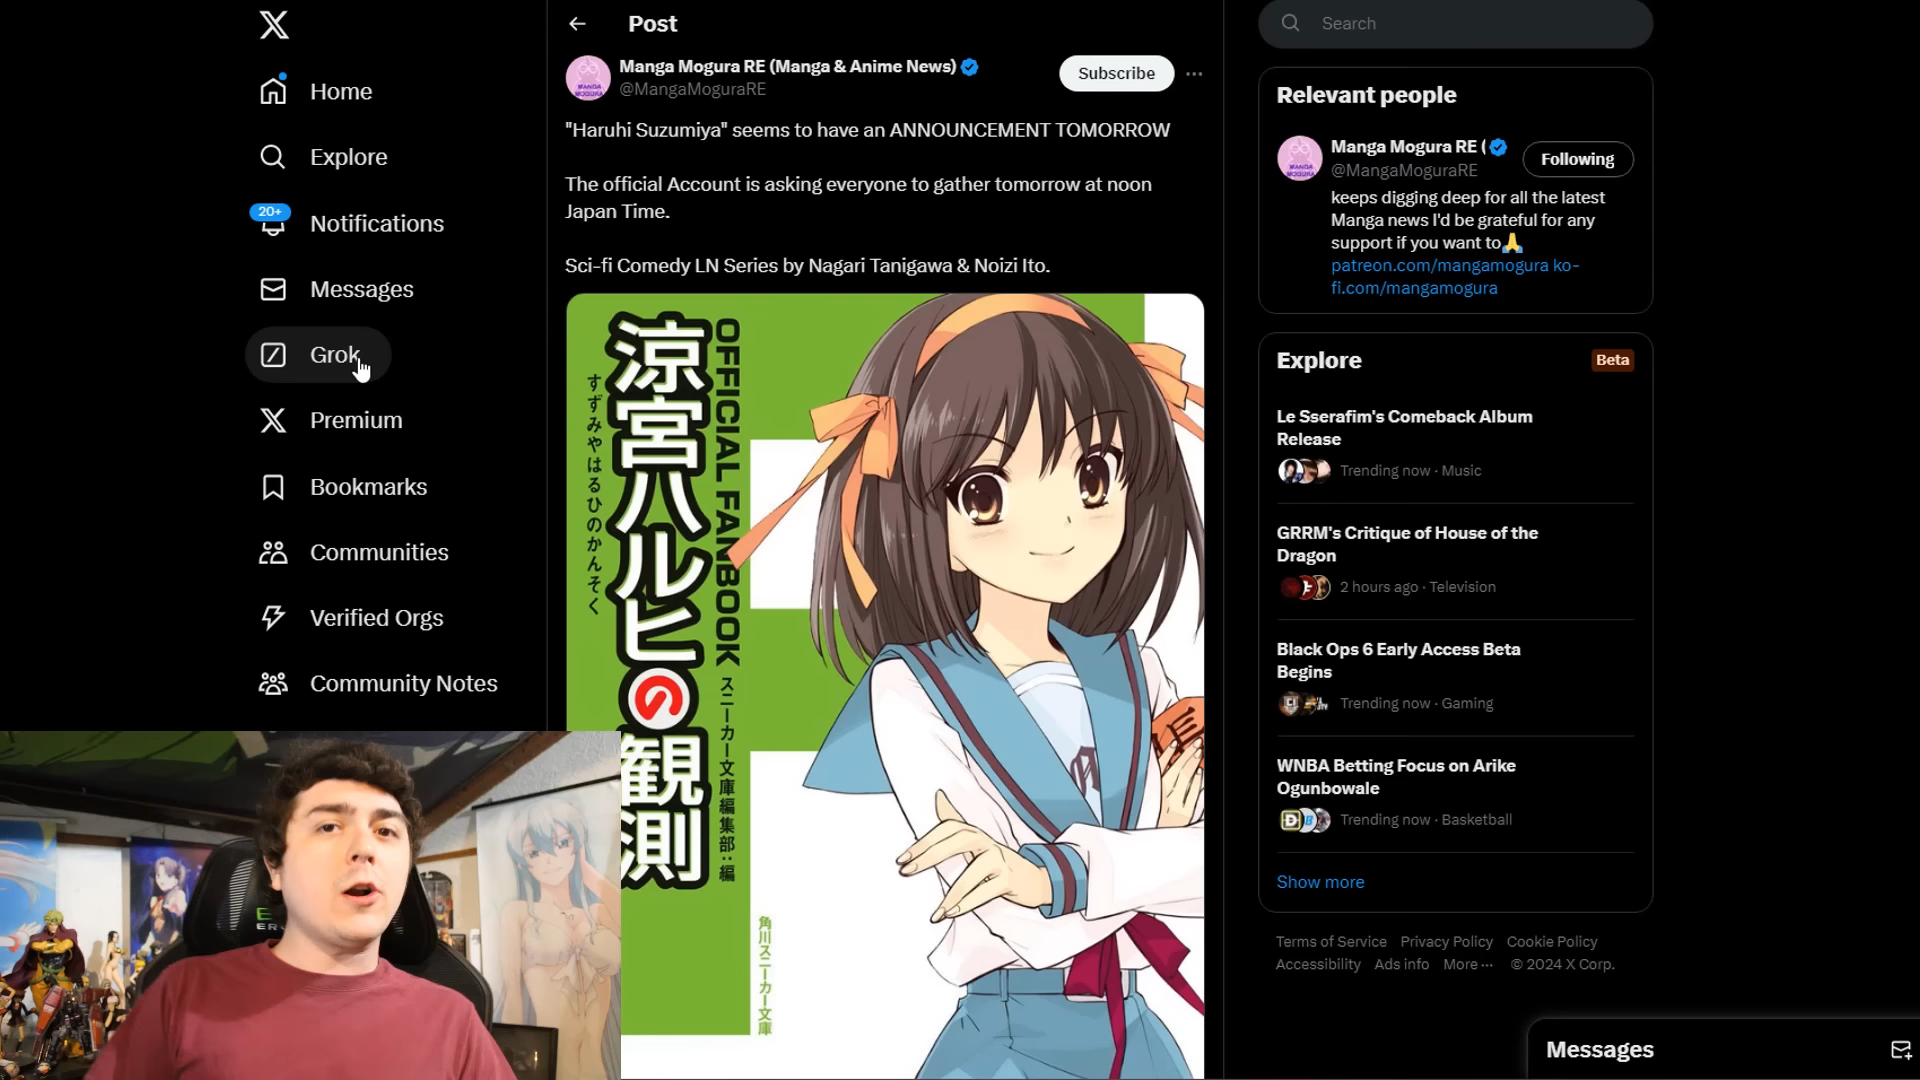 Home
Explore
20+
Notifications
Messages
Grok
Premium
Bookmarks
Communities
Verified Orgs
Community Notes
Post
Manga Mogura RE (Manga & Anime News)
@MangaMoguraRE
Subscribe
"Haruhi Suzumiya" seems to have an ANNOUNCEMENT TOMORROW
The official Account is asking everyone to gather tomorrow at noon
Japan Time.
Sci-fi Comedy LN Series by Nagari Tanigawa & Noizi Ito.
OFFICIAL FANBOOK
涼宮ハルヒの観測
すずみやはるひのかんそく
スニーカー文庫編集部:編
角川スニーカー文庫
Search
Relevant people
Manga Mogura RE (
@MangaMoguraRE
Following
keeps digging deep for all the latest
Manga news I'd be grateful for any
support if you want to🙏
patreon.com/mangamogura ko-
fi.com/mangamogura
Explore
Beta
Le Sserafim's Comeback Album
Release
Trending now · Music
GRRM's Critique of House of the
Dragon
2 hours ago · Television
Black Ops 6 Early Access Beta
Begins
Trending now · Gaming
WNBA Betting Focus on Arike
Ogunbowale
Trending now · Basketball
Show more
Terms of Service Privacy Policy Cookie Policy
Accessibility Ads info More ··· © 2024 X Corp.
Messages